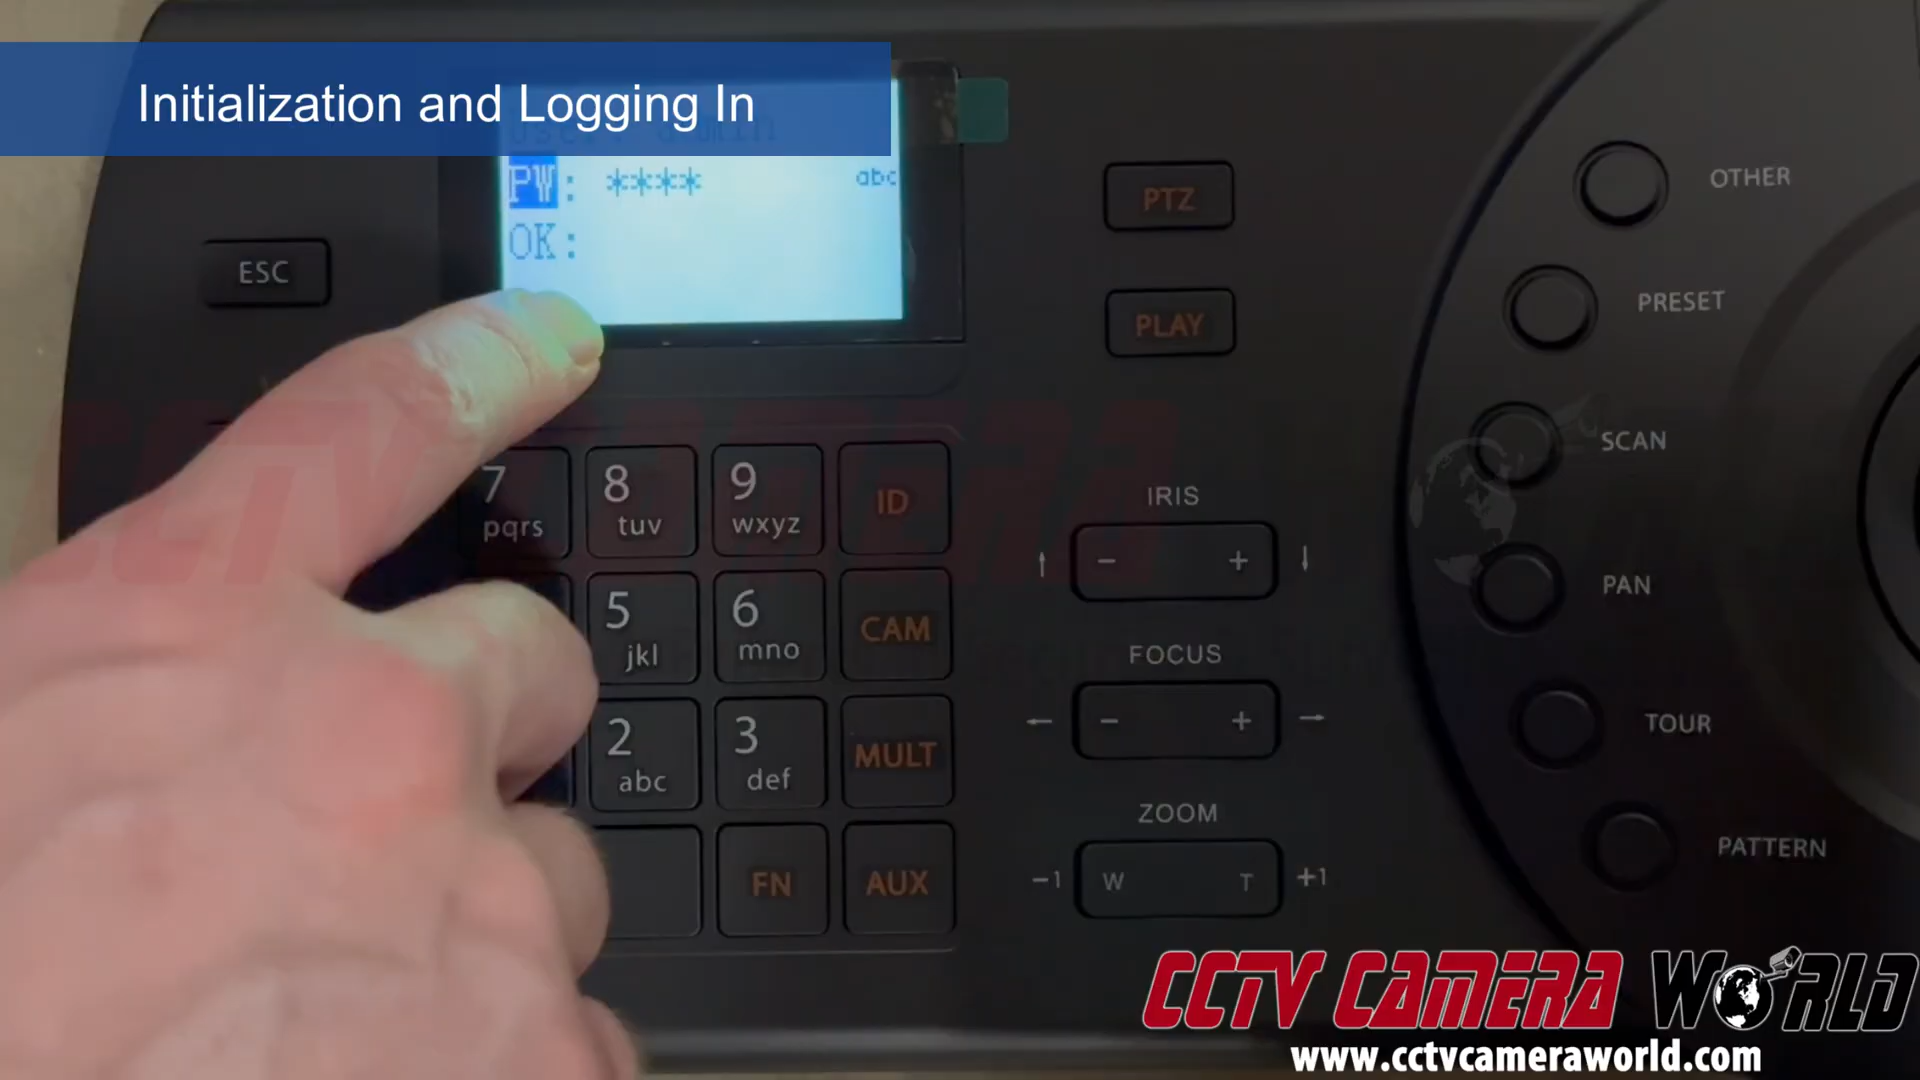 Initialization and Logging In
PW: **** abc
OK:
ESC
PTZ
PLAY
OTHER
PRESET
SCAN
PAN
TOUR
PATTERN
7 pqrs
8 tuv
9 wxyz
ID
5 jkl
6 mno
CAM
2 abc
3 def
MULT
FN
AUX
IRIS
↑ - + ↓
FOCUS
← - + →
ZOOM
-1 W T +1
CCTV CAMERA WORLD
www.cctvcameraworld.com